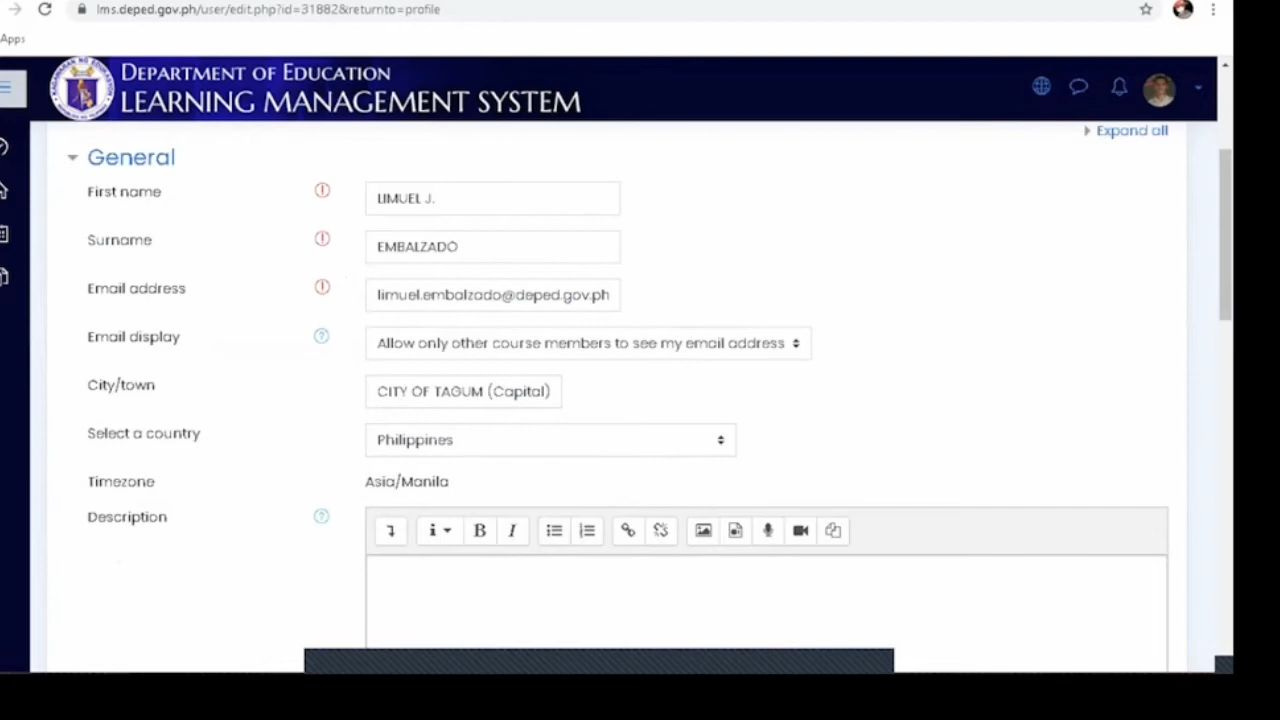 lms.deped.gov.ph/user/edit.php?id=31882&returnto=profile
Apps
DEPARTMENT OF EDUCATION
LEARNING MANAGEMENT SYSTEM
Expand all
General
First name
LIMUEL J.
Surname
EMBALZADO
Email address
limuel.embalzado@deped.gov.ph
Email display
Allow only other course members to see my email address
City/town
CITY OF TAGUM (Capital)
Select a country
Philippines
Timezone
Asia/Manila
Description